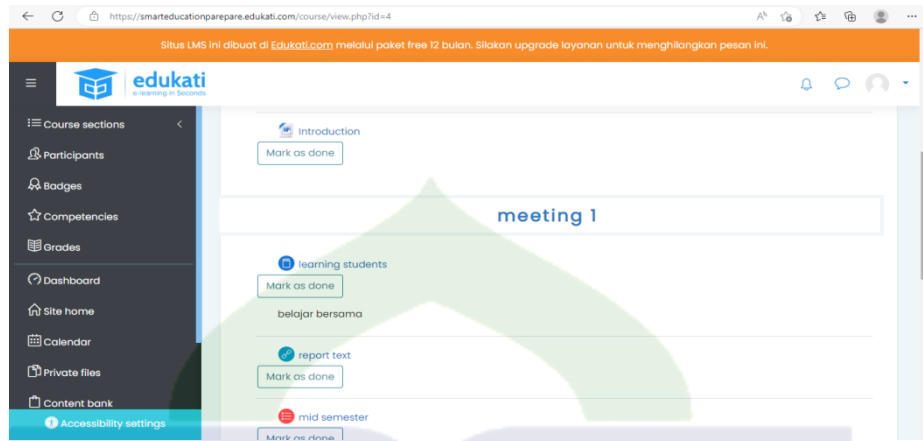 https://smarteducationparepare.edukati.com/course/view.php?id=4
Situs LMS ini dibuat di Edukati.com melalui paket free 12 bulan. Silakan upgrade layanan untuk menghilangkan pesan ini.
edukati
e-learning in Seconds
Course sections
Participants
Badges
Competencies
Grades
Dashboard
Site home
Calendar
Private files
Content bank
Accessibility settings
Introduction
Mark as done
meeting 1
learning students
Mark as done
belajar bersama
report text
Mark as done
mid semester
Mark as done